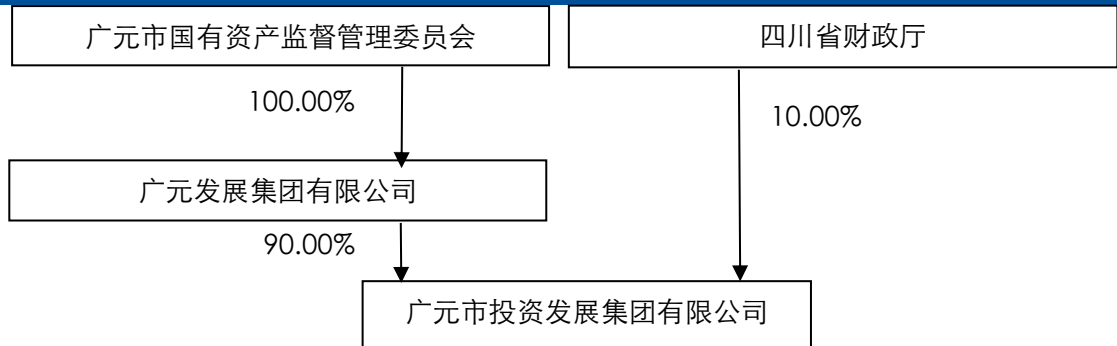 广元市国有资产监督管理委员会
四川省财政厅
100.00%
10.00%
广元发展集团有限公司
90.00%
广元市投资发展集团有限公司